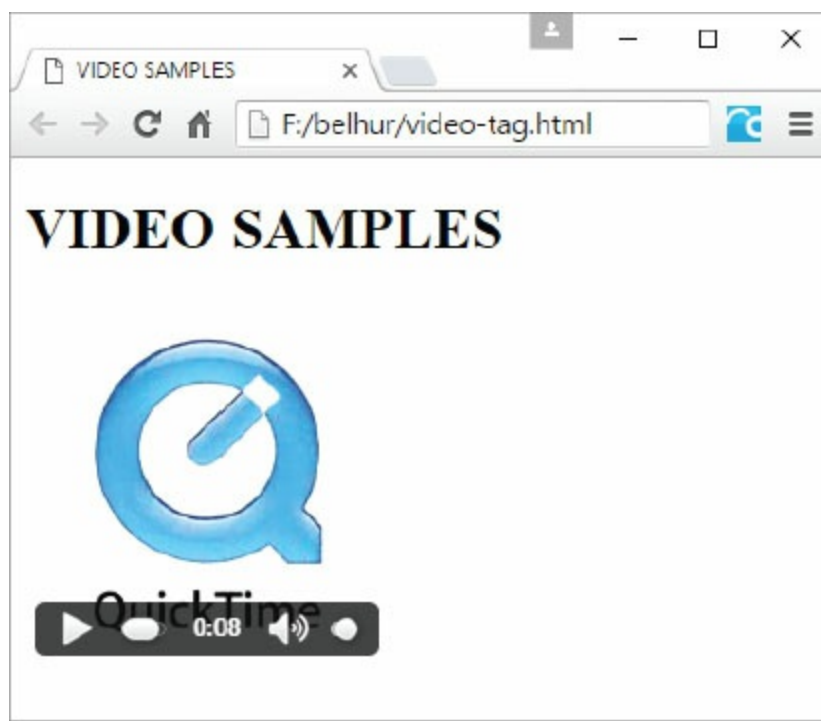 VIDEO SAMPLES
F:/belhur/video-tag.html
VIDEO SAMPLES
QuickTime
0:08